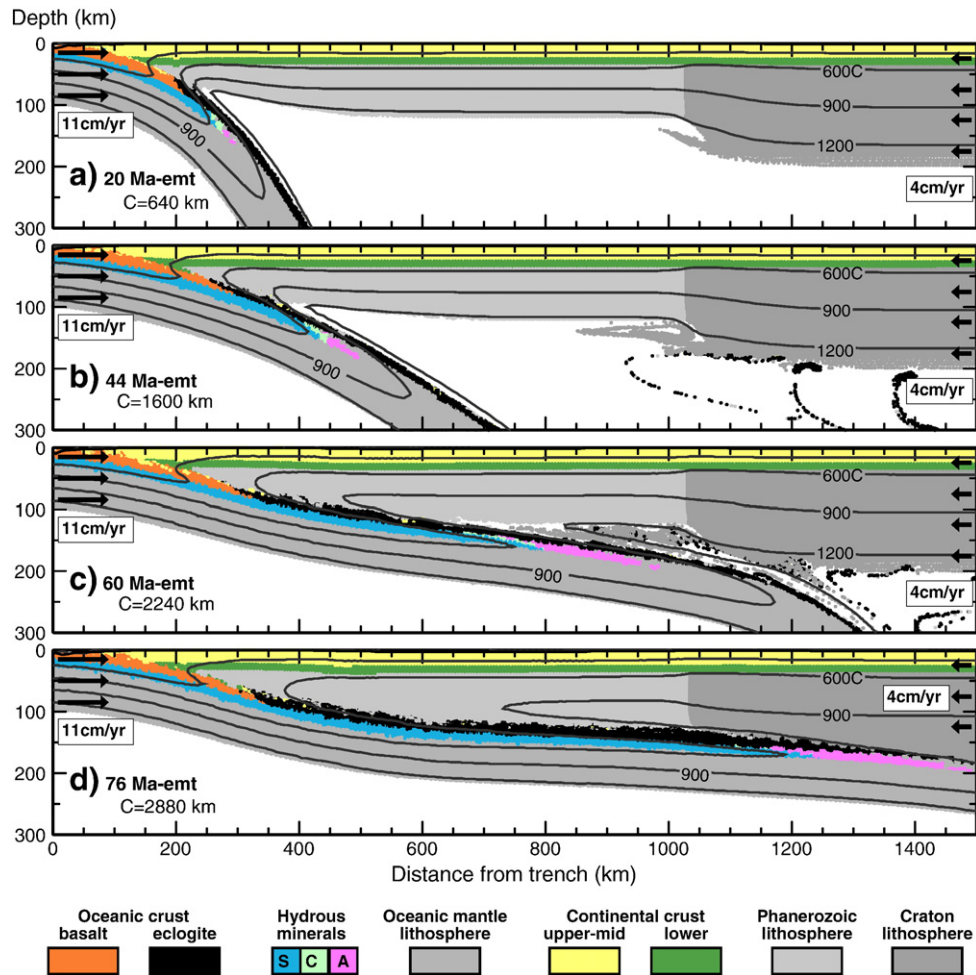 Depth (km)
0
100
200
300
600C
900
1200
900
11cm/yr
4cm/yr
a) 20 Ma-emt
C=640 km
0
100
200
300
600C
900
1200
900
11cm/yr
4cm/yr
b) 44 Ma-emt
C=1600 km
0
100
200
300
600C
900
1200
900
11cm/yr
4cm/yr
c) 60 Ma-emt
C=2240 km
0
100
200
300
600C
900
900
11cm/yr
4cm/yr
d) 76 Ma-emt
C=2880 km
0 200 400 600 800 1000 1200 1400
Distance from trench (km)
Oceanic crust
basalt eclogite
Hydrous
minerals
S C A
Oceanic mantle
lithosphere
Continental crust
upper-mid lower
Phanerozoic
lithosphere
Craton
lithosphere